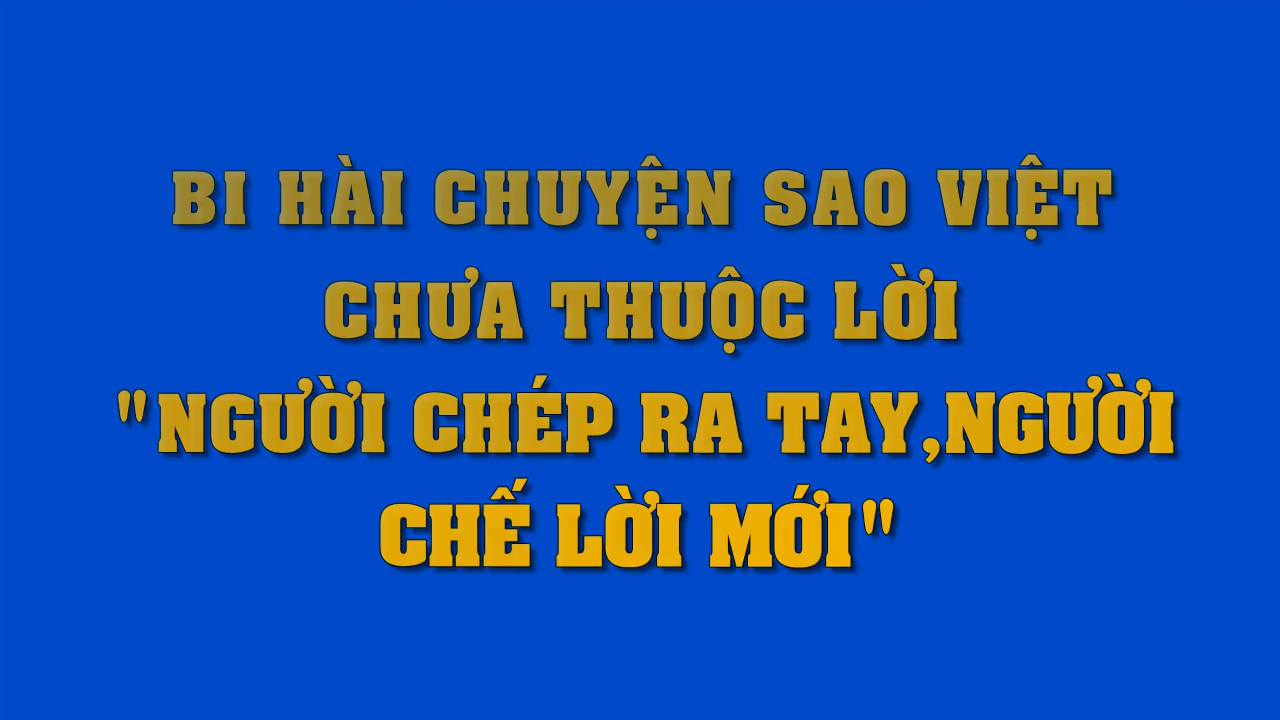 BI HÀI CHUYỆN SAO VIỆT
CHƯA THUỘC LỜI
"NGƯỜI CHÉP RA TAY,NGƯỜI
CHẾ LỜI MỚI"